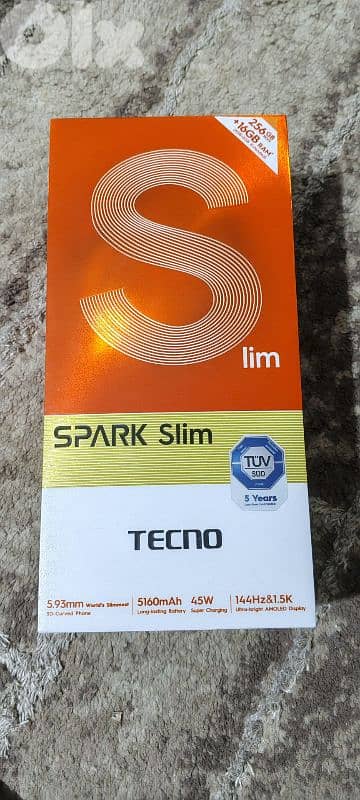 OLX
256GB
+16GB RAM*
S
lim
SPARK Slim
TÜV
SÜD
5 Years
TECNO
5.93mm World's Slimmest
3D-Curved Phone
5160mAh
Long-lasting Battery
45W
Super Charging
144Hz&1.5K
Ultra-bright AMOLED Display